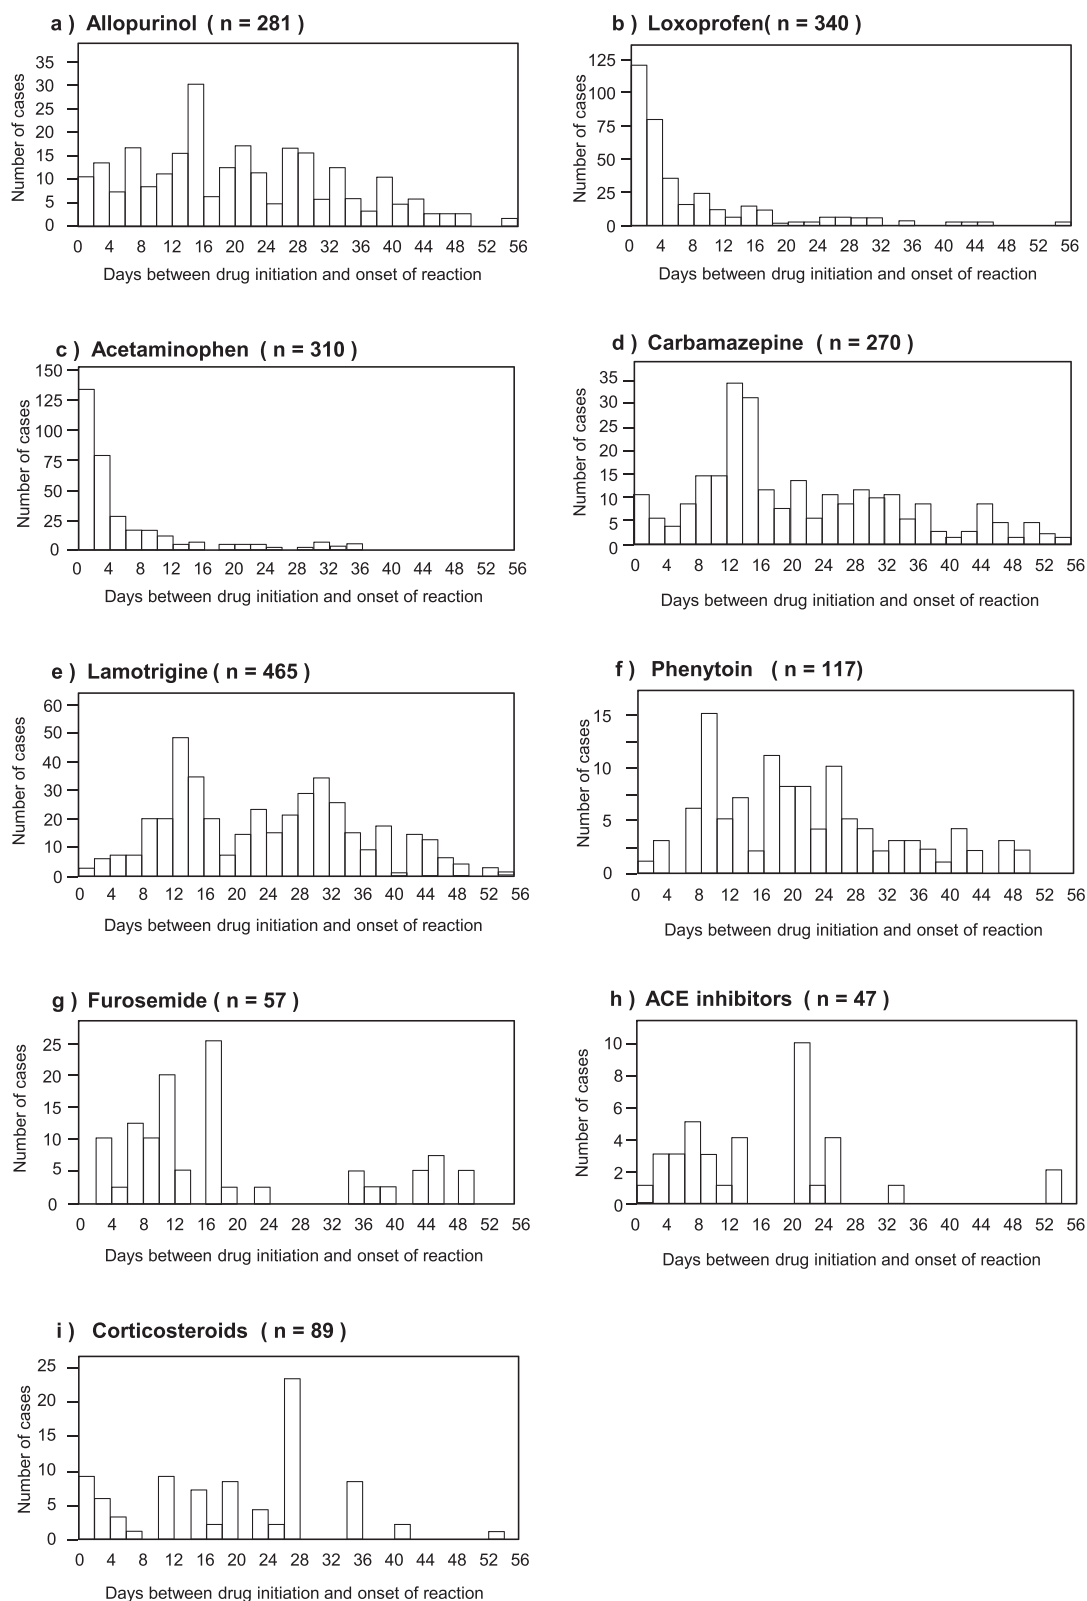 a ) Allopurinol ( n = 281 )
Number of cases
35
30
25
20
15
10
5
0
0 4 8 12 16 20 24 28 32 36 40 44 48 52 56
Days between drug initiation and onset of reaction
b ) Loxoprofen( n = 340 )
Number of cases
125
100
75
50
25
0
0 4 8 12 16 20 24 28 32 36 40 44 48 52 56
Days between drug initiation and onset of reaction
c ) Acetaminophen ( n = 310 )
Number of cases
150
125
100
75
50
25
0
0 4 8 12 16 20 24 28 32 36 40 44 48 52 56
Days between drug initiation and onset of reaction
d ) Carbamazepine ( n = 270 )
Number of cases
35
30
25
20
15
10
5
0
0 4 8 12 16 20 24 28 32 36 40 44 48 52 56
Days between drug initiation and onset of reaction
e ) Lamotrigine ( n = 465 )
Number of cases
60
50
40
30
20
10
0
0 4 8 12 16 20 24 28 32 36 40 44 48 52 56
Days between drug initiation and onset of reaction
f ) Phenytoin ( n = 117)
Number of cases
15
10
5
0
0 4 8 12 16 20 24 28 32 36 40 44 48 52 56
Days between drug initiation and onset of reaction
g ) Furosemide ( n = 57 )
Number of cases
25
20
15
10
5
0
0 4 8 12 16 20 24 28 32 36 40 44 48 52 56
Days between drug initiation and onset of reaction
h ) ACE inhibitors ( n = 47 )
Number of cases
10
8
6
4
2
0
0 4 8 12 16 20 24 28 32 36 40 44 48 52 56
Days between drug initiation and onset of reaction
i ) Corticosteroids ( n = 89 )
Number of cases
25
20
15
10
5
0
0 4 8 12 16 20 24 28 32 36 40 44 48 52 56
Days between drug initiation and onset of reaction